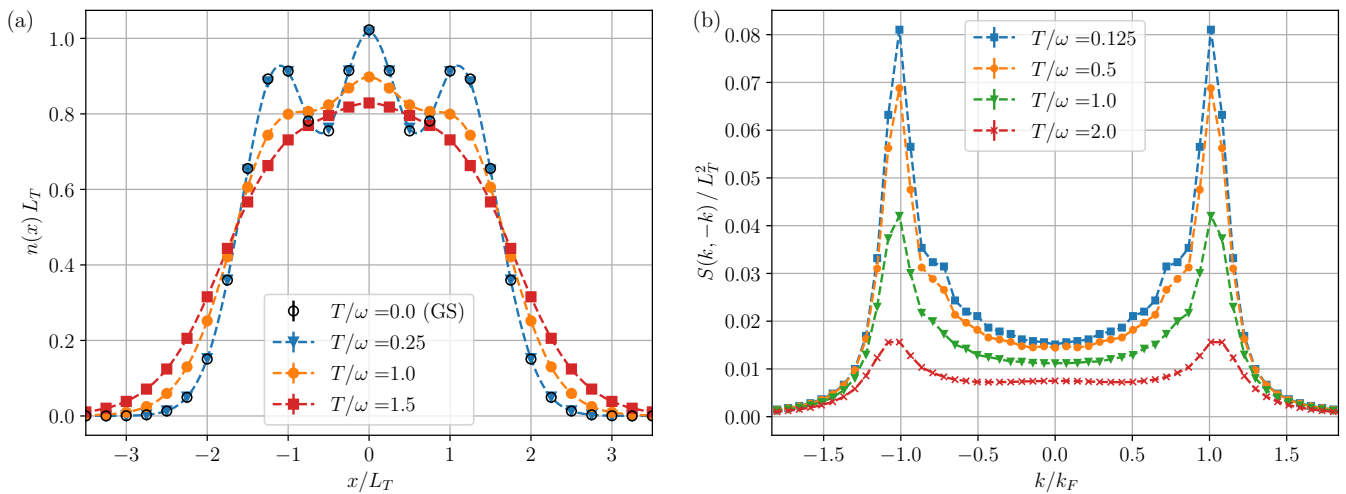 (a)
n(x) L_T
1.0
0.8
0.6
0.4
0.2
0.0
T/ω =0.0 (GS)
T/ω =0.25
T/ω =1.0
T/ω =1.5
−3 −2 −1 0 1 2 3
x/L_T
(b)
S(k, −k) / L_T^2
0.08
0.07
0.06
0.05
0.04
0.03
0.02
0.01
0.00
T/ω =0.125
T/ω =0.5
T/ω =1.0
T/ω =2.0
−1.5 −1.0 −0.5 0.0 0.5 1.0 1.5
k/k_F